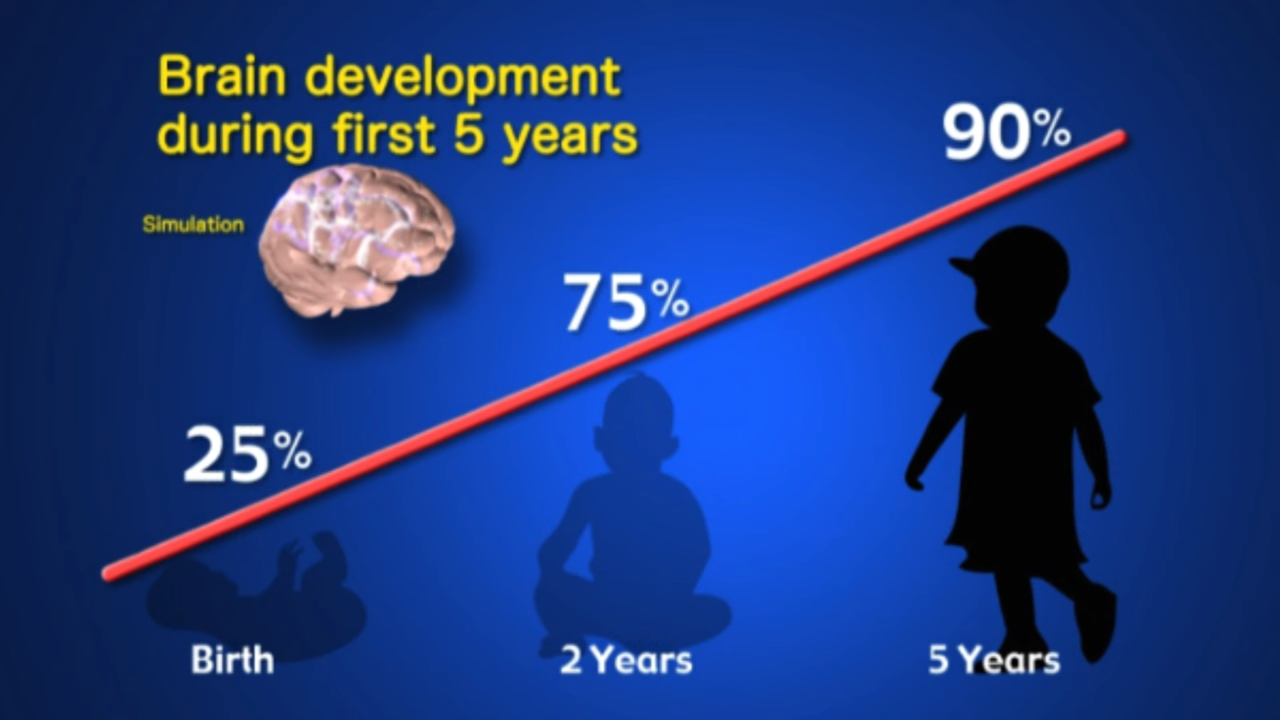 Brain development
during first 5 years
Simulation
90%
75%
25%
Birth
2 Years
5 Years